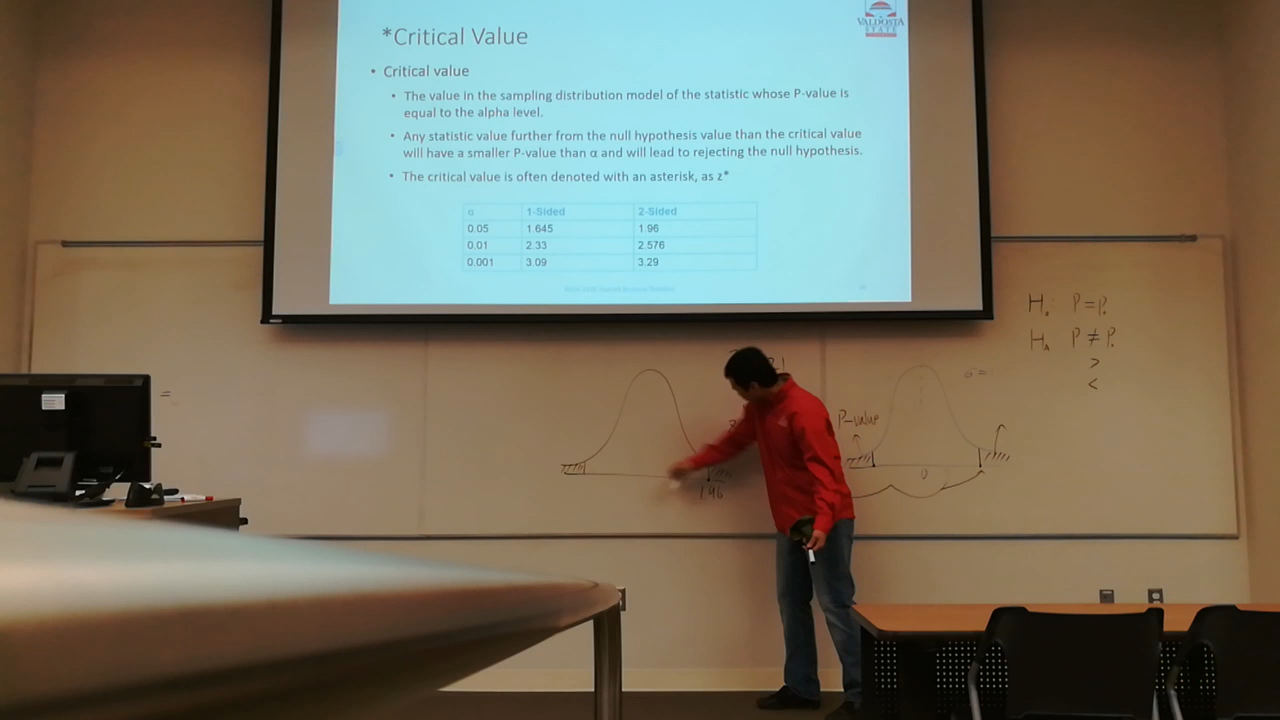 *Critical Value
VALDOSTA
STATE
• Critical value
• The value in the sampling distribution model of the statistic whose P-value is
equal to the alpha level.
• Any statistic value further from the null hypothesis value than the critical value
will have a smaller P-value than α and will lead to rejecting the null hypothesis.
• The critical value is often denoted with an asterisk, as z*
α 1-Sided 2-Sided
0.05 1.645 1.96
0.01 2.33 2.576
0.001 3.09 3.29
H₀: P = P₀
H_A P ≠ P₀
>
<
σ =
P-value
0
1.96
=